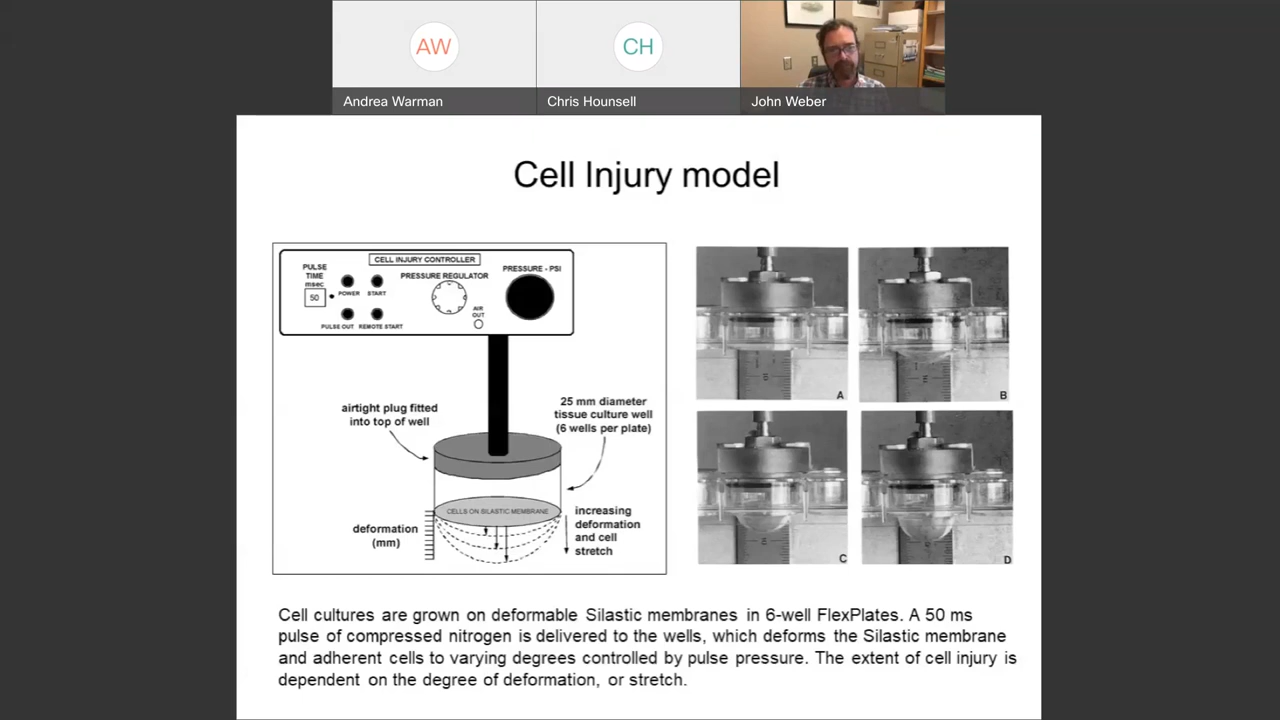 AW
CH
Andrea Warman
Chris Hounsell
John Weber
Cell Injury model
CELL INJURY CONTROLLER
PULSE
TIME
msec
50
POWER
START
PULSE OUT
REMOTE START
PRESSURE REGULATOR
AIR
OUT
PRESSURE - PSI
airtight plug fitted
into top of well
25 mm diameter
tissue culture well
(6 wells per plate)
CELLS ON SILASTIC MEMBRANE
deformation
(mm)
increasing
deformation
and cell
stretch
A
B
C
D
Cell cultures are grown on deformable Silastic membranes in 6-well FlexPlates. A 50 ms
pulse of compressed nitrogen is delivered to the wells, which deforms the Silastic membrane
and adherent cells to varying degrees controlled by pulse pressure. The extent of cell injury is
dependent on the degree of deformation, or stretch.